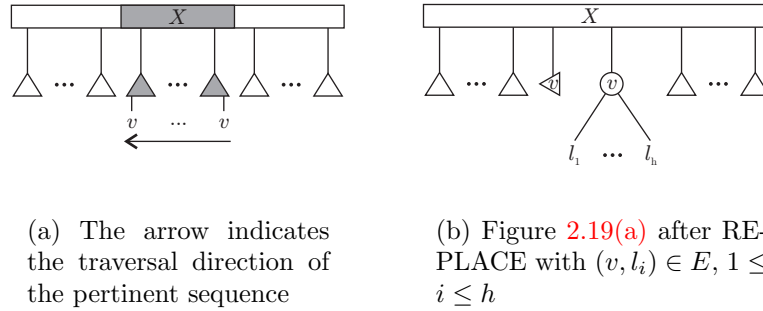 X X
... ... ... ... v v ...
v ... v l₁ ... lₕ
(a) The arrow indicates
the traversal direction of
the pertinent sequence
(b) Figure 2.19(a) after RE-
PLACE with (v, lᵢ) ∈ E, 1 ≤
i ≤ h